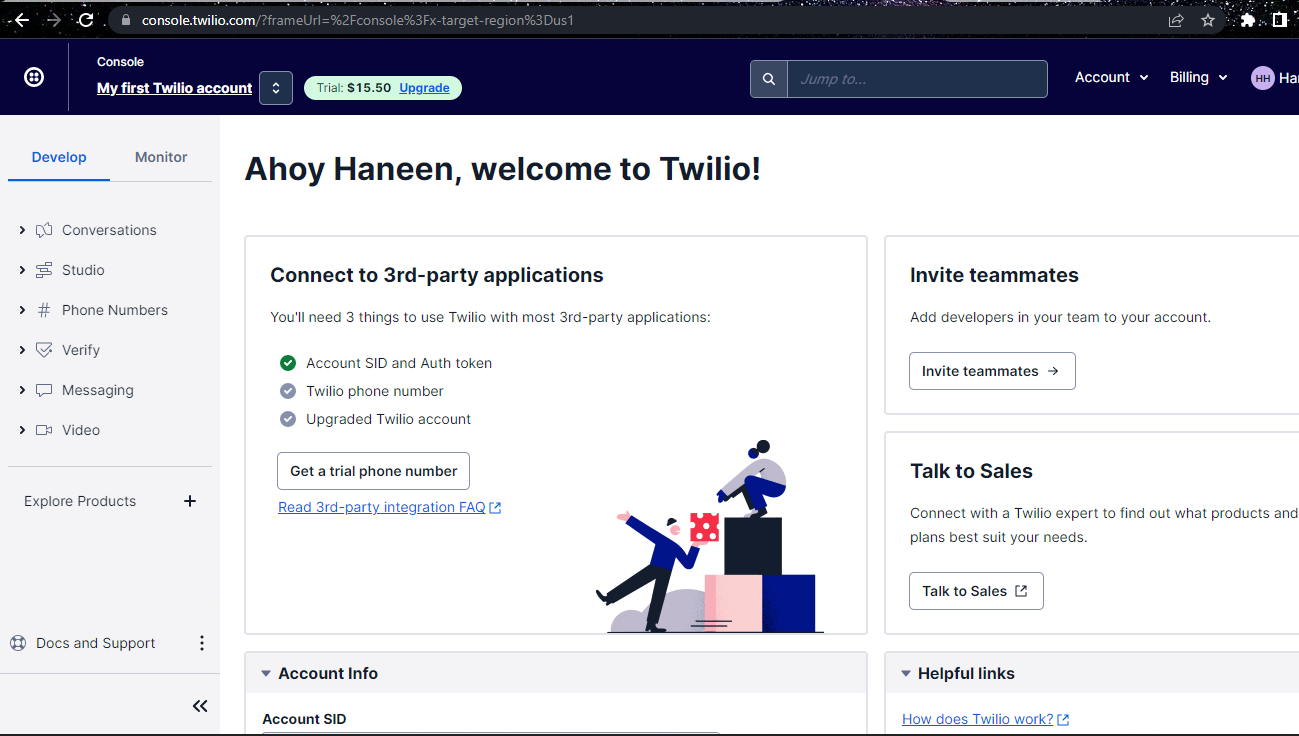 console.twilio.com/?frameUrl=%2Fconsole%3Fx-target-region%3Dus1
Console
My first Twilio account
Trial: $15.50 Upgrade
Jump to...
Account
Billing
HH
Develop
Monitor
Conversations
Studio
Phone Numbers
Verify
Messaging
Video
Explore Products
Docs and Support
Ahoy Haneen, welcome to Twilio!
Connect to 3rd-party applications
You'll need 3 things to use Twilio with most 3rd-party applications:
Account SID and Auth token
Twilio phone number
Upgraded Twilio account
Get a trial phone number
Read 3rd-party integration FAQ
Invite teammates
Add developers in your team to your account.
Invite teammates
Talk to Sales
Connect with a Twilio expert to find out what products and
plans best suit your needs.
Talk to Sales
Account Info
Account SID
Helpful links
How does Twilio work?